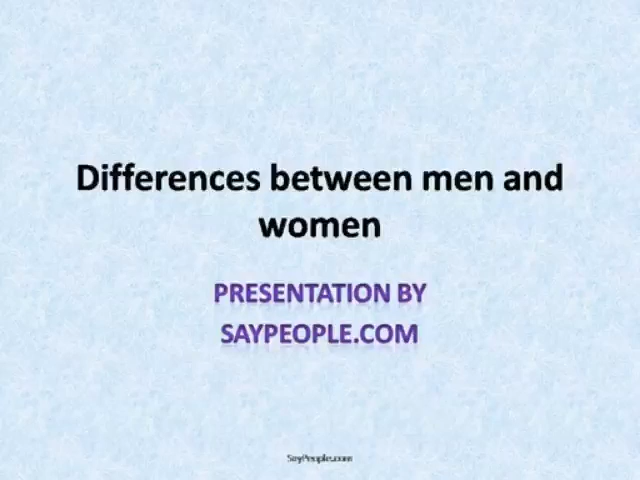 Differences between men and
women
PRESENTATION BY
SAYPEOPLE.COM
SayPeople.com